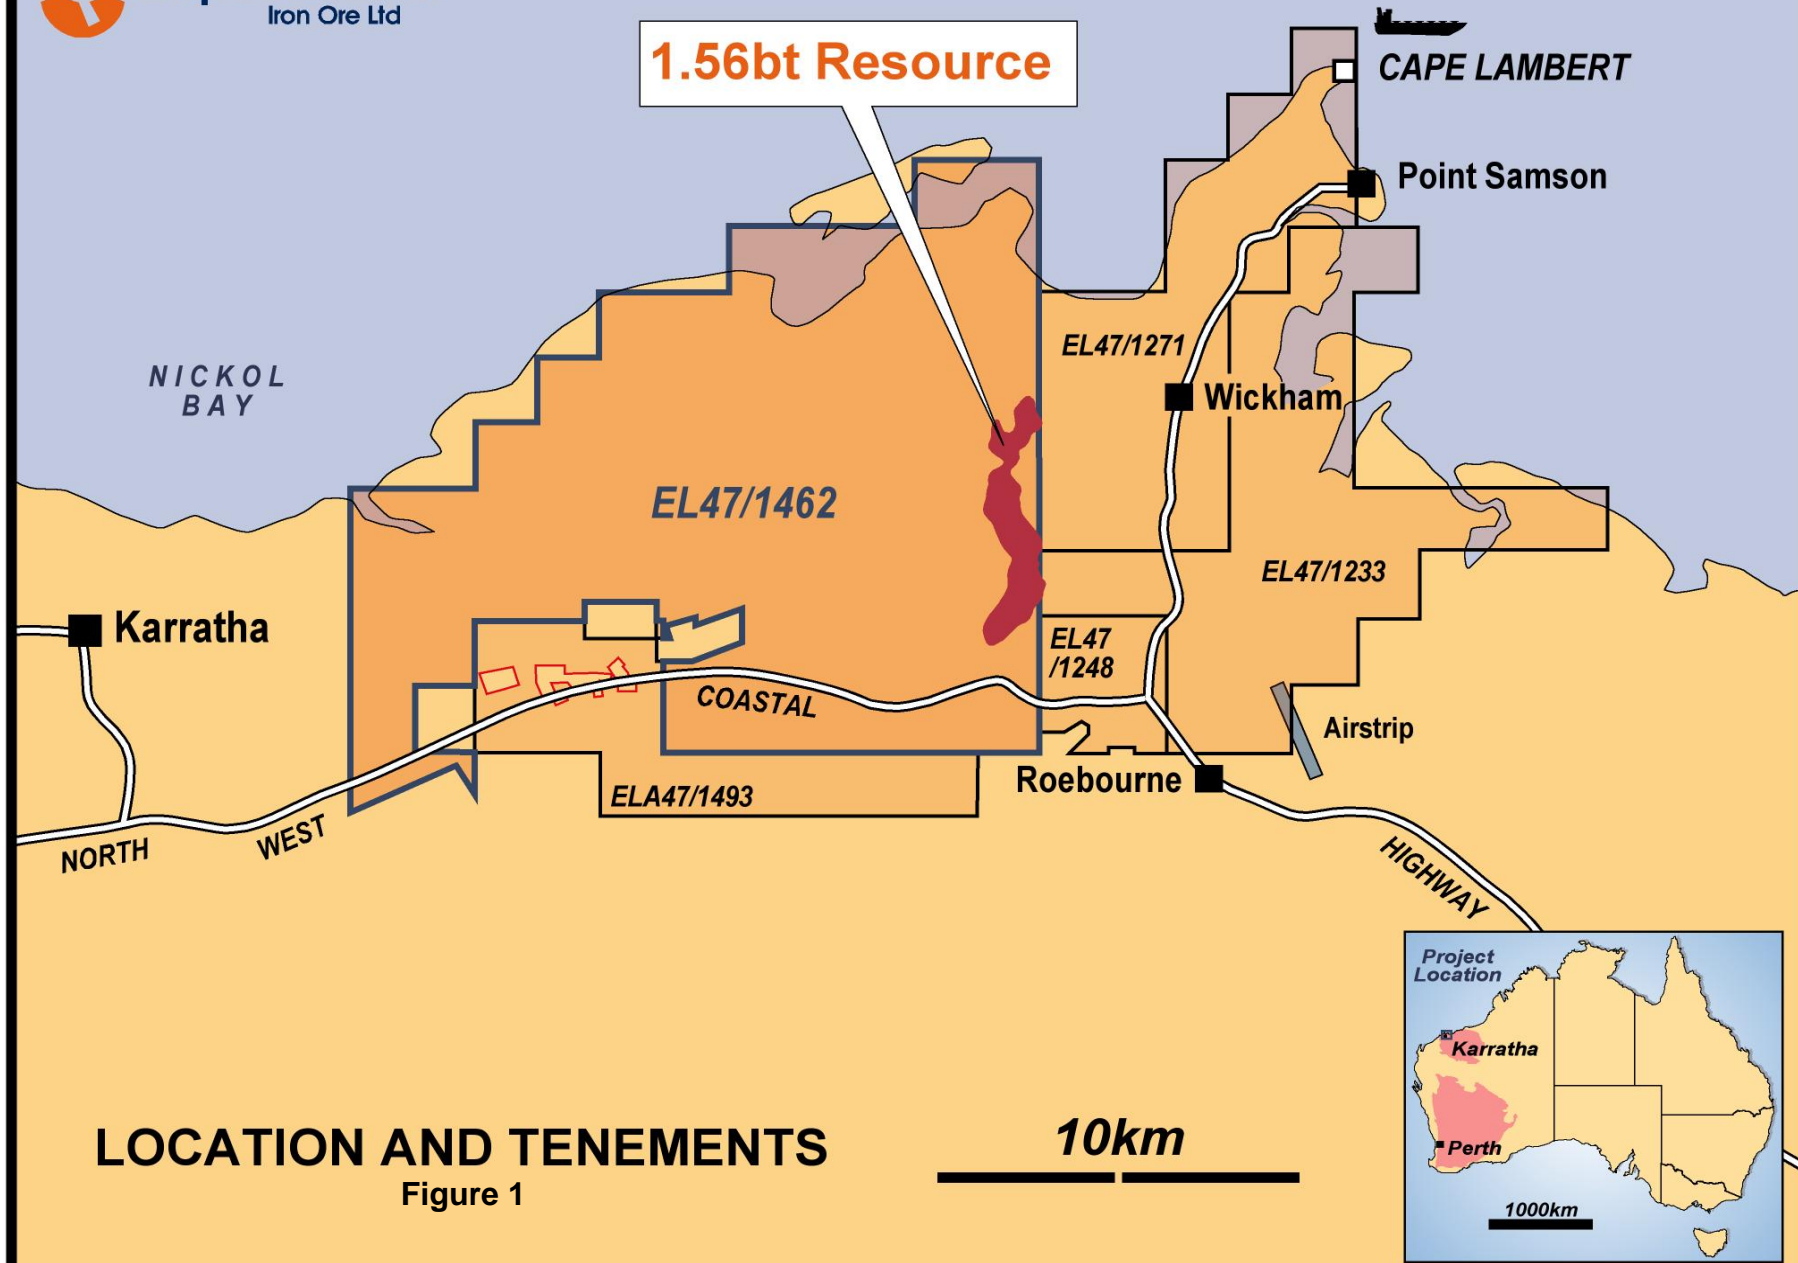 Iron Ore Ltd
1.56bt Resource
CAPE LAMBERT
Point Samson
NICKOL
BAY
EL47/1271
Wickham
EL47/1462
EL47/1233
Karratha
EL47
/1248
COASTAL
Airstrip
Roebourne
ELA47/1493
NORTH
WEST
HIGHWAY
Project
Location
Karratha
Perth
1000km
LOCATION AND TENEMENTS
Figure 1
10km